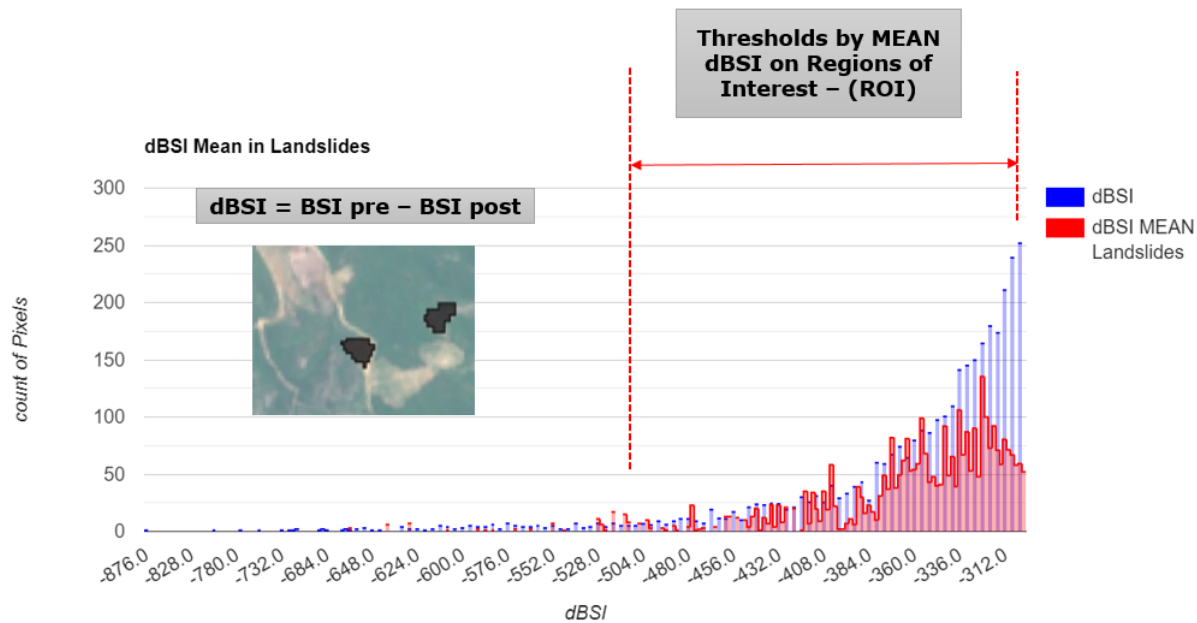 Thresholds by MEAN
dBSI on Regions of
Interest – (ROI)
dBSI Mean in Landslides
dBSI = BSI pre – BSI post
300
250
200
150
100
50
0
count of Pixels
dBSI
dBSI MEAN
Landslides
-876.0
-828.0
-780.0
-732.0
-684.0
-648.0
-624.0
-600.0
-576.0
-552.0
-528.0
-504.0
-480.0
-456.0
-432.0
-408.0
-384.0
-360.0
-336.0
-312.0
dBSI